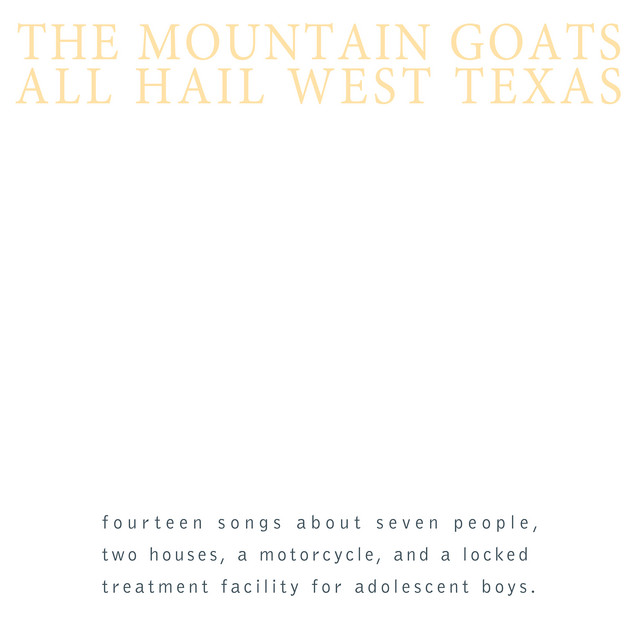 THE MOUNTAIN GOATS
ALL HAIL WEST TEXAS
fourteen songs about seven people,
two houses, a motorcycle, and a locked
treatment facility for adolescent boys.